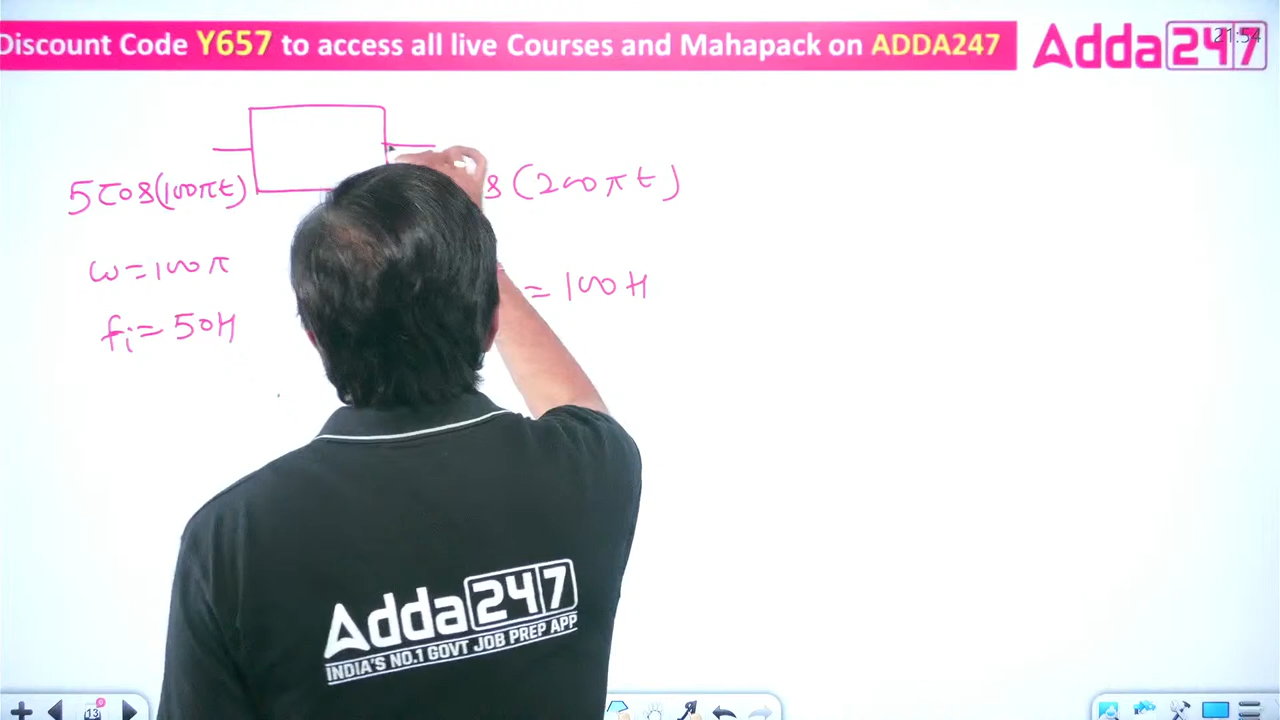 Discount Code Y657 to access all live Courses and Mahapack on ADDA247
Adda247
21:54
5cos(100πt)
s (200πt)
ω=100π
= 100H
fi= 50H
Adda247
INDIA'S NO.1 GOVT JOB PREP APP
13